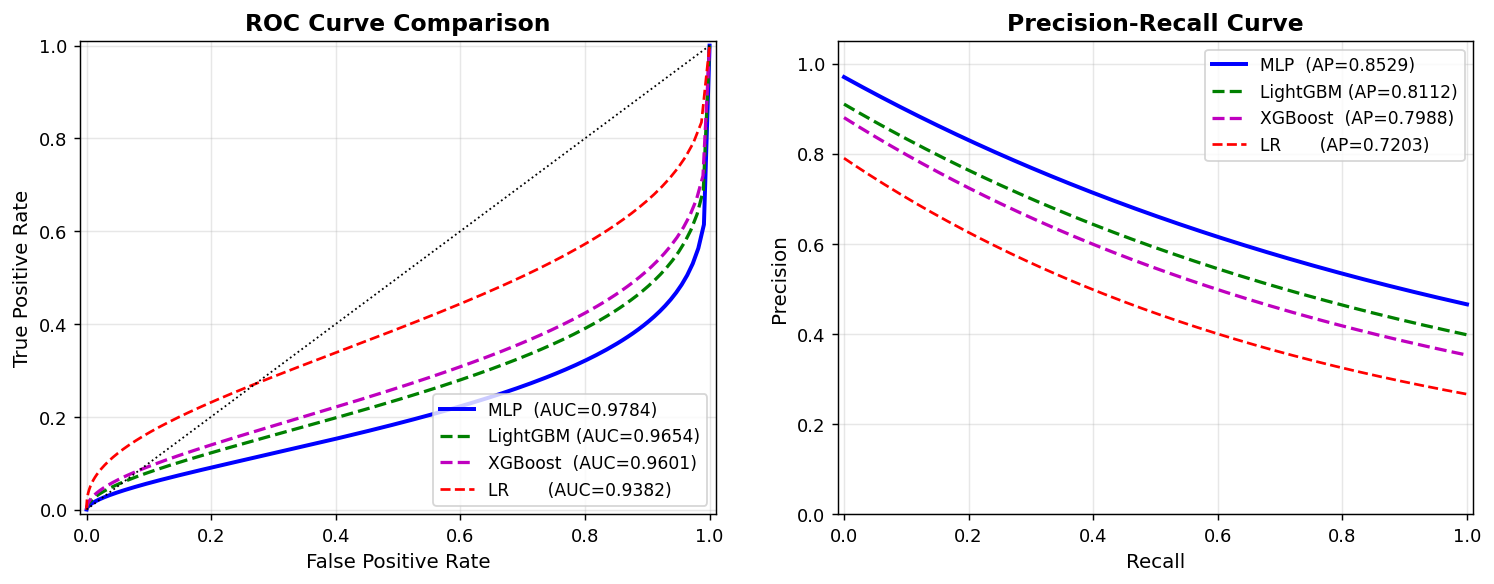 ROC Curve Comparison
True Positive Rate
1.0
0.8
0.6
0.4
0.2
0.0
MLP (AUC=0.9784)
LightGBM (AUC=0.9654)
XGBoost (AUC=0.9601)
LR (AUC=0.9382)
0.0 0.2 0.4 0.6 0.8 1.0
False Positive Rate
Precision-Recall Curve
Precision
1.0
0.8
0.6
0.4
0.2
0.0
MLP (AP=0.8529)
LightGBM (AP=0.8112)
XGBoost (AP=0.7988)
LR (AP=0.7203)
0.0 0.2 0.4 0.6 0.8 1.0
Recall